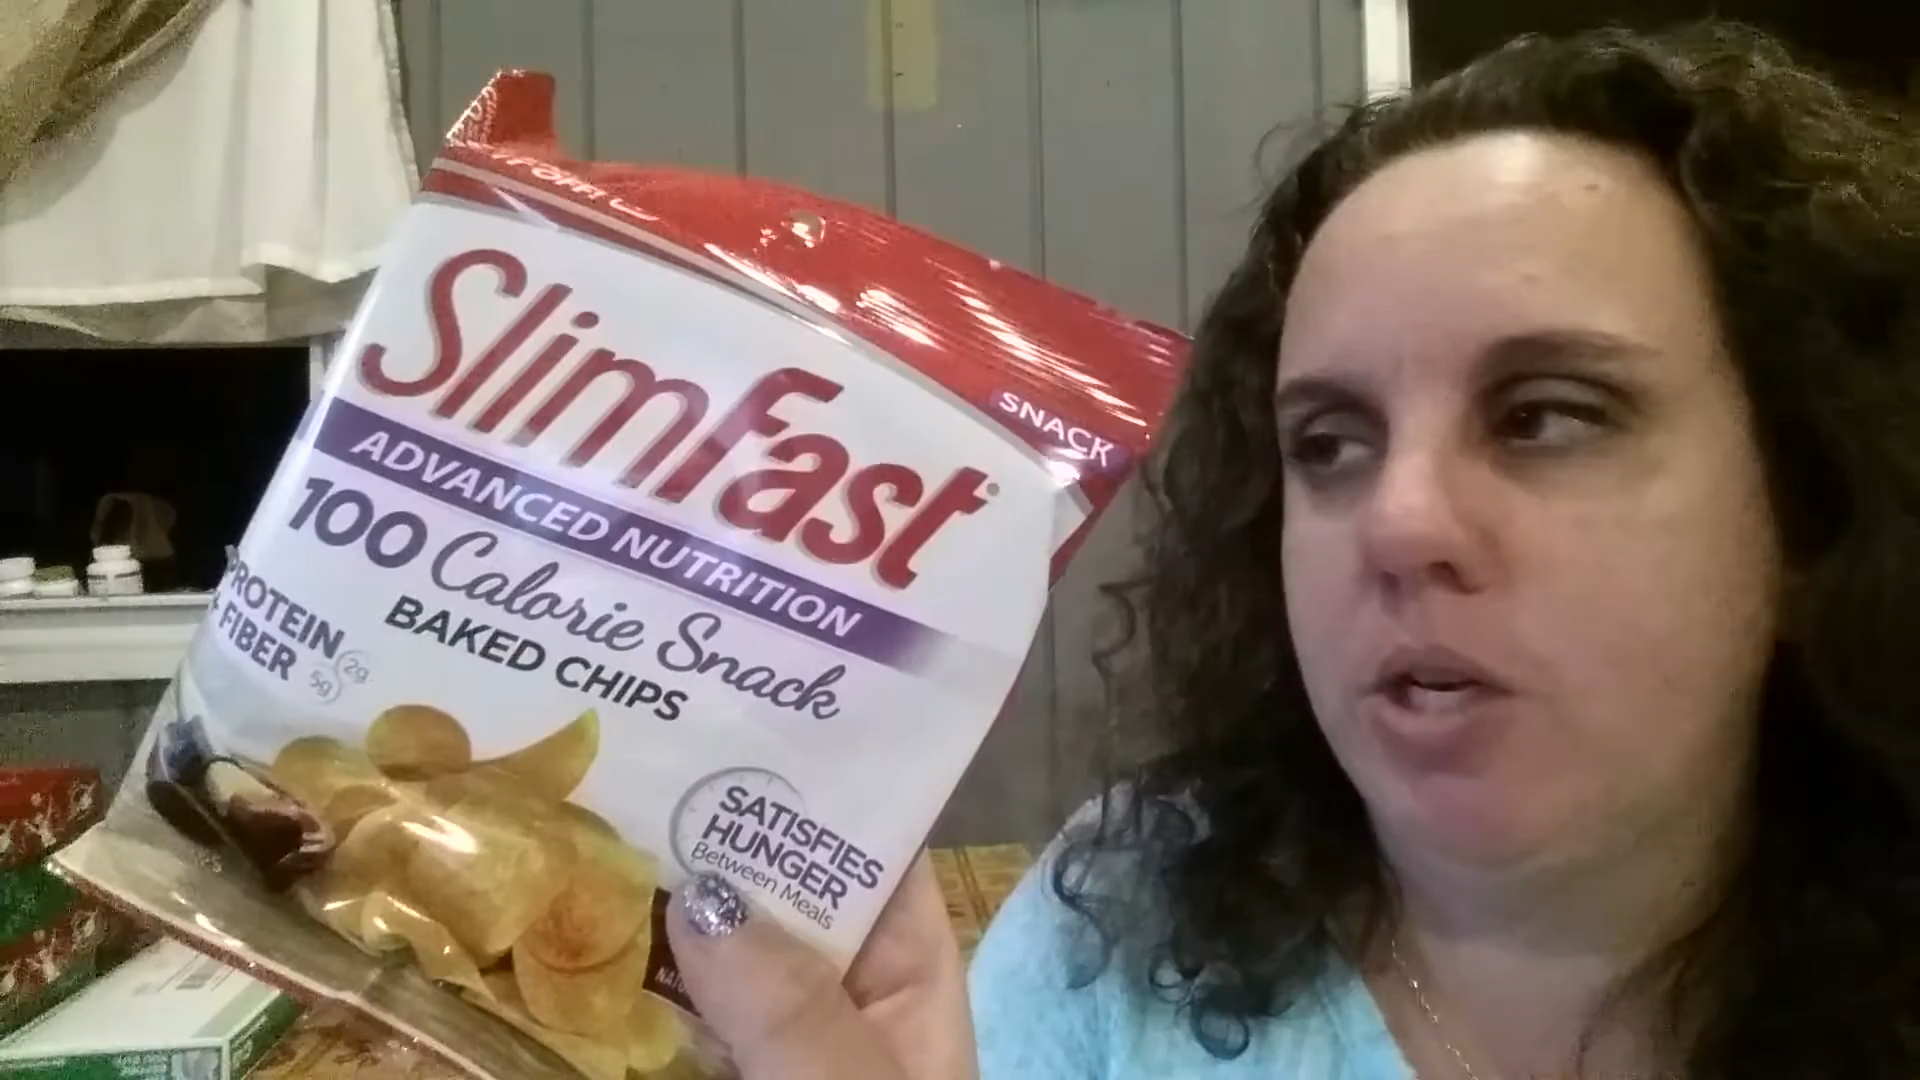 SNACK
SlimFast
ADVANCED NUTRITION
100 Calorie Snack
BAKED CHIPS
PROTEIN 2g
FIBER 5g
SATISFIES
HUNGER
Between Meals